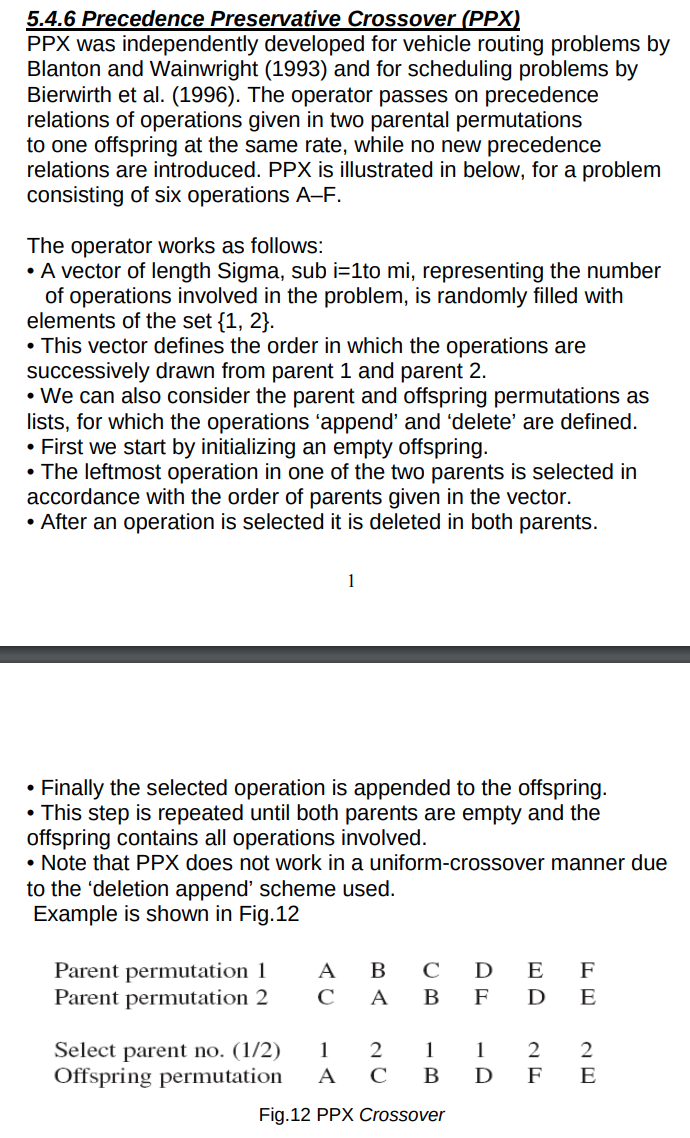 5.4.6 Precedence Preservative Crossover (PPX)
PPX was independently developed for vehicle routing problems by
Blanton and Wainwright (1993) and for scheduling problems by
Bierwirth et al. (1996). The operator passes on precedence
relations of operations given in two parental permutations
to one offspring at the same rate, while no new precedence
relations are introduced. PPX is illustrated in below, for a problem
consisting of six operations A–F.
The operator works as follows:
• A vector of length Sigma, sub i=1to mi, representing the number
of operations involved in the problem, is randomly filled with
elements of the set {1, 2}.
• This vector defines the order in which the operations are
successively drawn from parent 1 and parent 2.
• We can also consider the parent and offspring permutations as
lists, for which the operations ‘append’ and ‘delete’ are defined.
• First we start by initializing an empty offspring.
• The leftmost operation in one of the two parents is selected in
accordance with the order of parents given in the vector.
• After an operation is selected it is deleted in both parents.
1
• Finally the selected operation is appended to the offspring.
• This step is repeated until both parents are empty and the
offspring contains all operations involved.
• Note that PPX does not work in a uniform-crossover manner due
to the ‘deletion append’ scheme used.
Example is shown in Fig.12
Parent permutation 1 A B C D E F
Parent permutation 2 C A B F D E
Select parent no. (1/2) 1 2 1 1 2 2
Offspring permutation A C B D F E
Fig.12 PPX Crossover